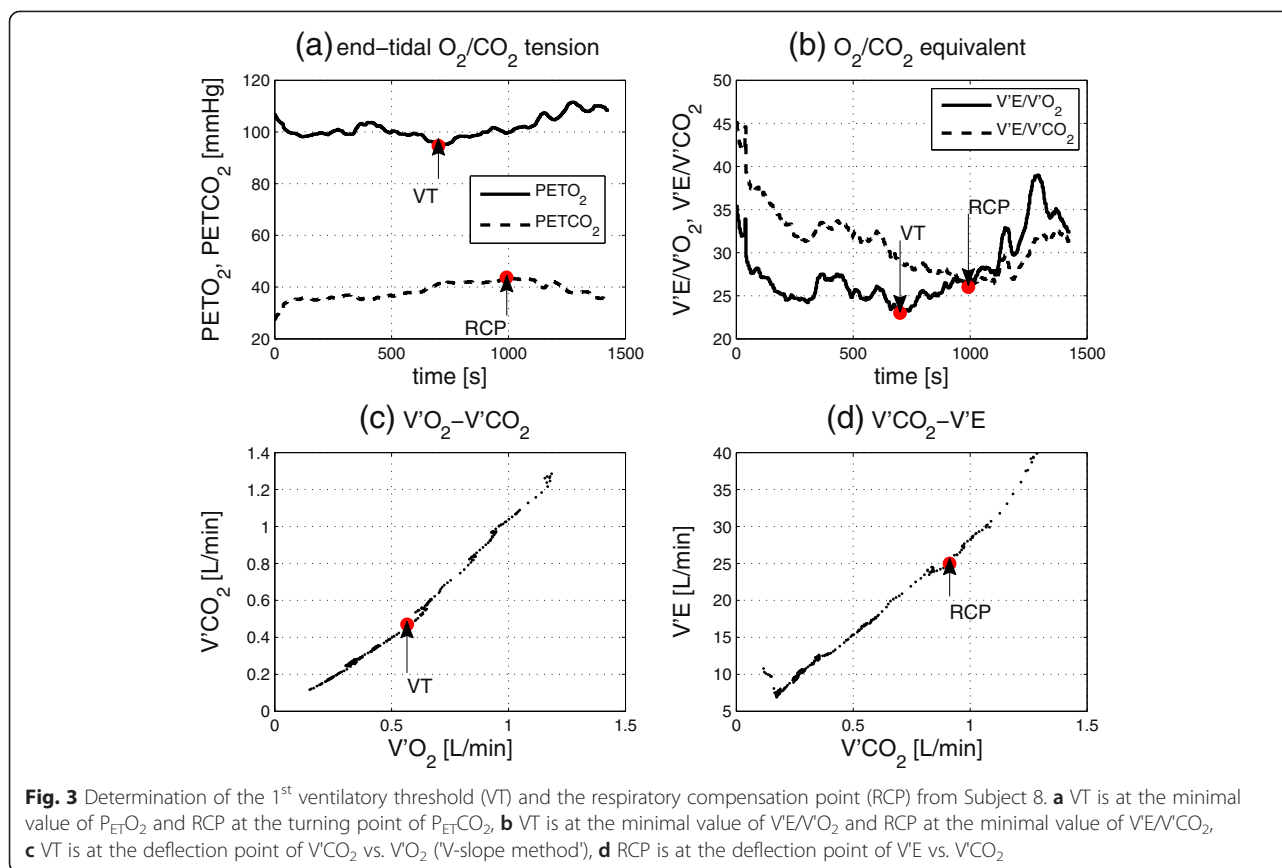 (a) end–tidal O2/CO2 tension
120
100
80
60
40
20
PETO2, PETCO2 [mmHg]
VT
PETO2
PETCO2
RCP
0 500 1000 1500
time [s]
(b) O2/CO2 equivalent
50
45
40
35
30
25
20
V'E/V'O2, V'E/V'CO2
V'E/V'O2
V'E/V'CO2
VT
RCP
0 500 1000 1500
time [s]
(c) V'O2–V'CO2
1.4
1.2
1
0.8
0.6
0.4
0.2
0
V'CO2 [L/min]
VT
0 0.5 1 1.5
V'O2 [L/min]
(d) V'CO2–V'E
40
35
30
25
20
15
10
5
V'E [L/min]
RCP
0 0.5 1 1.5
V'CO2 [L/min]
Fig. 3 Determination of the 1st ventilatory threshold (VT) and the respiratory compensation point (RCP) from Subject 8. a VT is at the minimal
value of PETO2 and RCP at the turning point of PETCO2, b VT is at the minimal value of V'E/V'O2 and RCP at the minimal value of V'E/V'CO2,
c VT is at the deflection point of V'CO2 vs. V'O2 ('V-slope method'), d RCP is at the deflection point of V'E vs. V'CO2